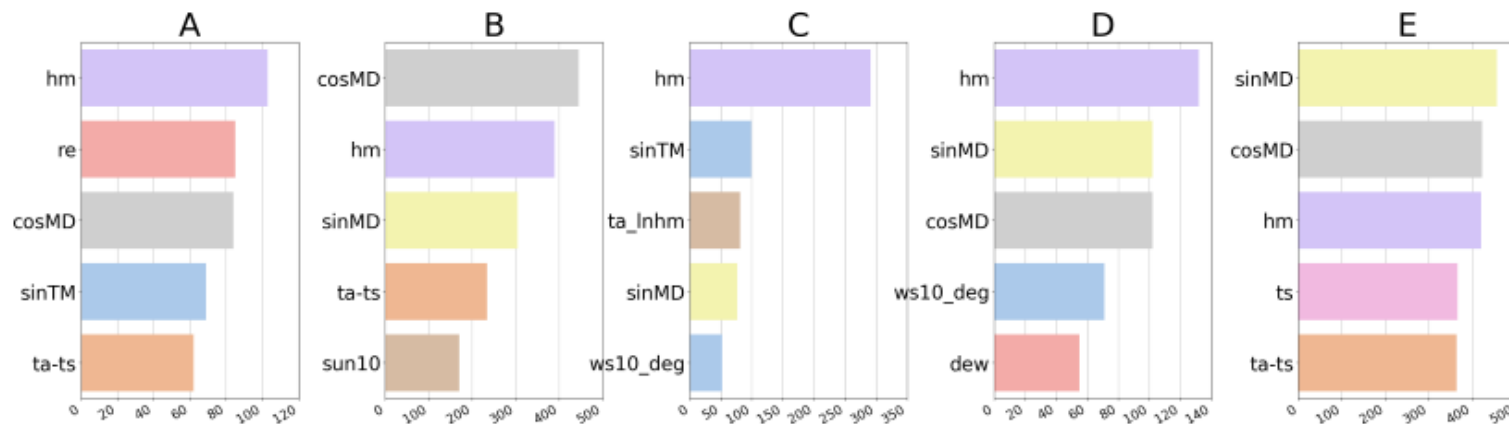 A
B
C
D
E
hm
re
cosMD
sinTM
ta-ts
0 20 40 60 80 100 120
cosMD
hm
sinMD
ta-ts
sun10
0 100 200 300 400 500
hm
sinTM
ta_lnhm
sinMD
ws10_deg
0 50 100 150 200 250 300 350
hm
sinMD
cosMD
ws10_deg
dew
0 20 40 60 80 100 120 140
sinMD
cosMD
hm
ts
ta-ts
0 100 200 300 400 500